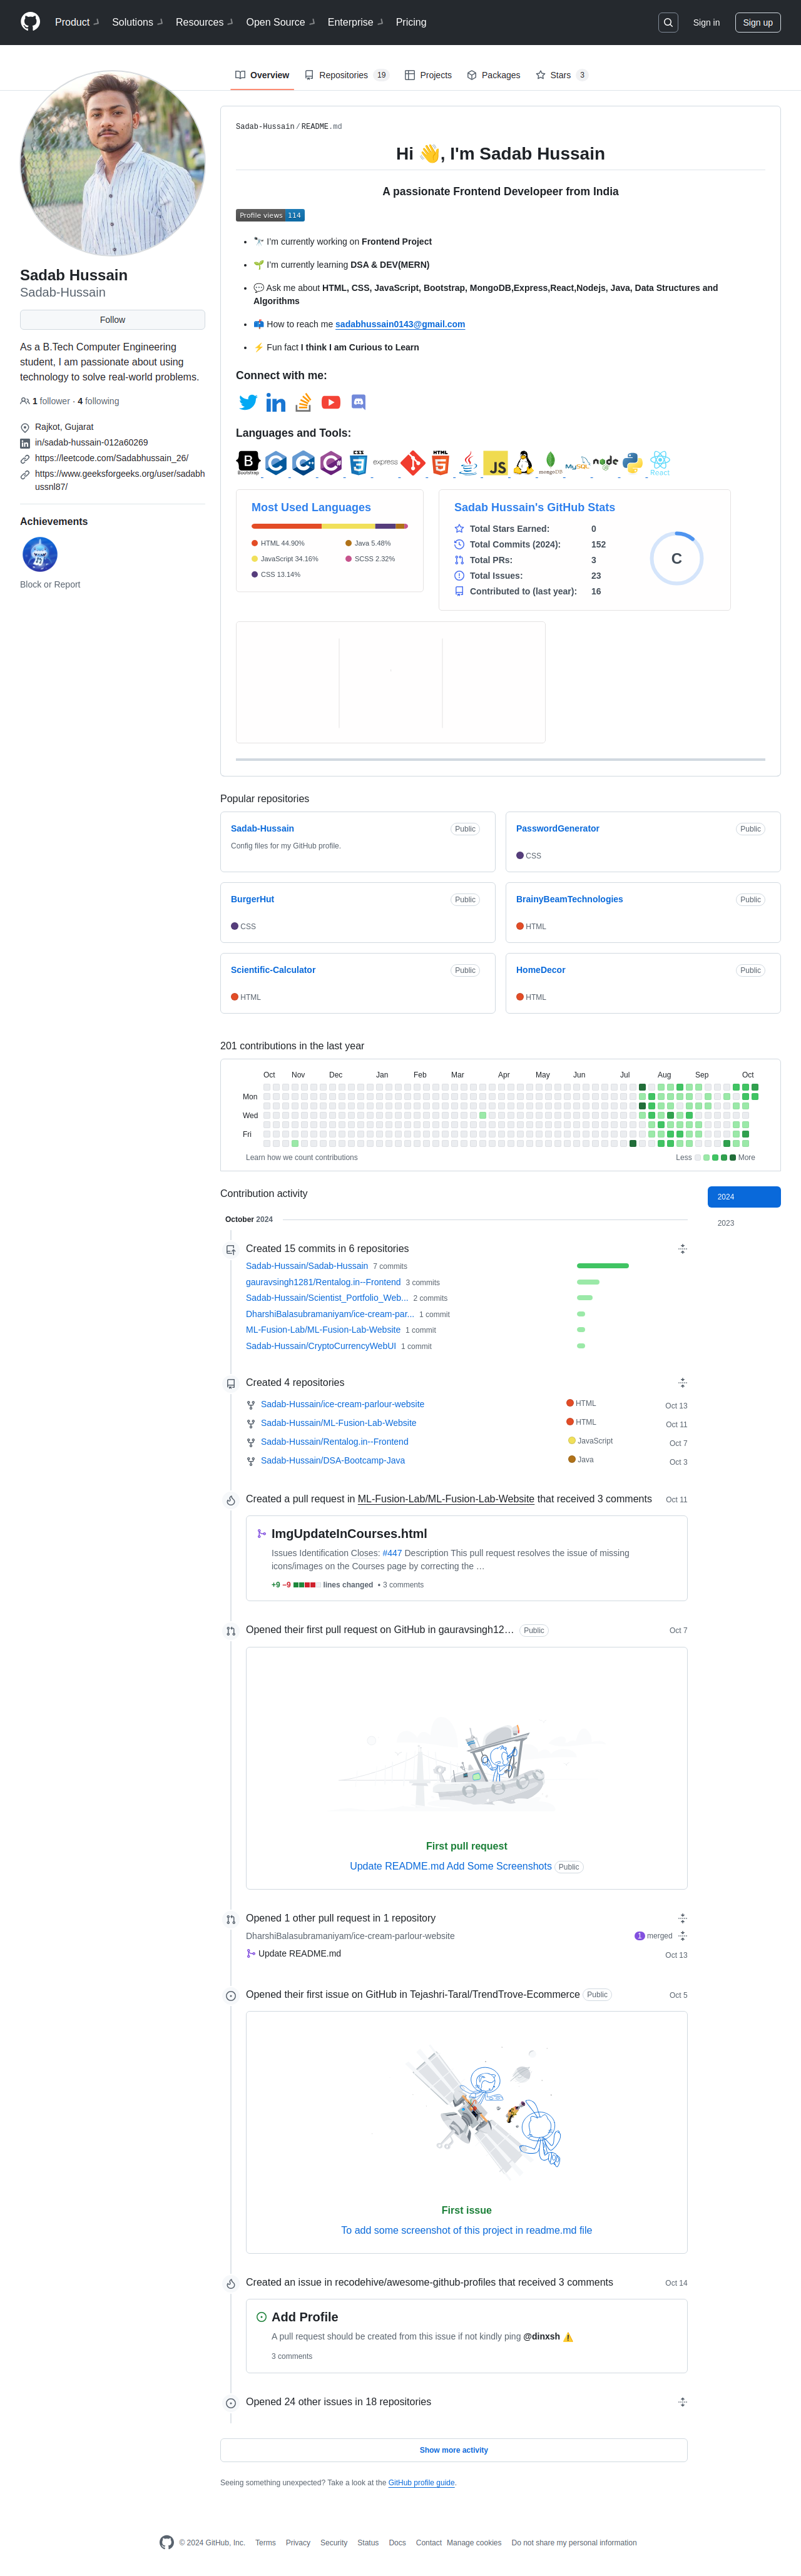 Product Solutions Resources Open Source Enterprise Pricing Sign in Sign up
Overview Repositories 19 Projects Packages Stars 3
Sadab Hussain
Sadab-Hussain
Follow
As a B.Tech Computer Engineering
student, I am passionate about using
technology to solve real-world problems.
1 follower · 4 following
Rajkot, Gujarat
in/sadab-hussain-012a60269
https://leetcode.com/Sadabhussain_26/
https://www.geeksforgeeks.org/user/sadabh
ussnl87/
Achievements
Block or Report
Sadab-Hussain/README.md
Hi 👋, I'm Sadab Hussain
A passionate Frontend Developeer from India
Profile views 114
• 🔭 I'm currently working on Frontend Project
• 🌱 I'm currently learning DSA & DEV(MERN)
• 💬 Ask me about HTML, CSS, JavaScript, Bootstrap, MongoDB,Express,React,Nodejs, Java, Data Structures and
Algorithms
• 📫 How to reach me sadabhussain0143@gmail.com
• ⚡ Fun fact I think I am Curious to Learn
Connect with me:
Languages and Tools:
Bootstrap C C C CSS express HTML Java JS mongoDB MySQL node React
Most Used Languages
HTML 44.90% Java 5.48%
JavaScript 34.16% SCSS 2.32%
CSS 13.14%
Sadab Hussain's GitHub Stats
Total Stars Earned: 0
Total Commits (2024): 152
Total PRs: 3
Total Issues: 23
Contributed to (last year): 16
C
Popular repositories
Sadab-Hussain Public
Config files for my GitHub profile.
PasswordGenerator Public
CSS
BurgerHut Public
CSS
BrainyBeamTechnologies Public
HTML
Scientific-Calculator Public
HTML
HomeDecor Public
HTML
201 contributions in the last year
Oct Nov Dec Jan Feb Mar Apr May Jun Jul Aug Sep Oct
Mon
Wed
Fri
Learn how we count contributions Less More
Contribution activity
2024
2023
October 2024
Created 15 commits in 6 repositories
Sadab-Hussain/Sadab-Hussain 7 commits
gauravsingh1281/Rentalog.in--Frontend 3 commits
Sadab-Hussain/Scientist_Portfolio_Web... 2 commits
DharshiBalasubramaniyam/ice-cream-par... 1 commit
ML-Fusion-Lab/ML-Fusion-Lab-Website 1 commit
Sadab-Hussain/CryptoCurrencyWebUI 1 commit
Created 4 repositories
Sadab-Hussain/ice-cream-parlour-website HTML Oct 13
Sadab-Hussain/ML-Fusion-Lab-Website HTML Oct 11
Sadab-Hussain/Rentalog.in--Frontend JavaScript Oct 7
Sadab-Hussain/DSA-Bootcamp-Java Java Oct 3
Created a pull request in ML-Fusion-Lab/ML-Fusion-Lab-Website that received 3 comments Oct 11
ImgUpdateInCourses.html
Issues Identification Closes: #447 Description This pull request resolves the issue of missing
icons/images on the Courses page by correcting the …
+9 −9 lines changed • 3 comments
Opened their first pull request on GitHub in gauravsingh12… Public Oct 7
First pull request
Update README.md Add Some Screenshots Public
Opened 1 other pull request in 1 repository
DharshiBalasubramaniyam/ice-cream-parlour-website 1 merged
Update README.md Oct 13
Opened their first issue on GitHub in Tejashri-Taral/TrendTrove-Ecommerce Public Oct 5
First issue
To add some screenshot of this project in readme.md file
Created an issue in recodehive/awesome-github-profiles that received 3 comments Oct 14
Add Profile
A pull request should be created from this issue if not kindly ping @dinxsh ⚠️
3 comments
Opened 24 other issues in 18 repositories
Show more activity
Seeing something unexpected? Take a look at the GitHub profile guide.
© 2024 GitHub, Inc. Terms Privacy Security Status Docs Contact Manage cookies Do not share my personal information